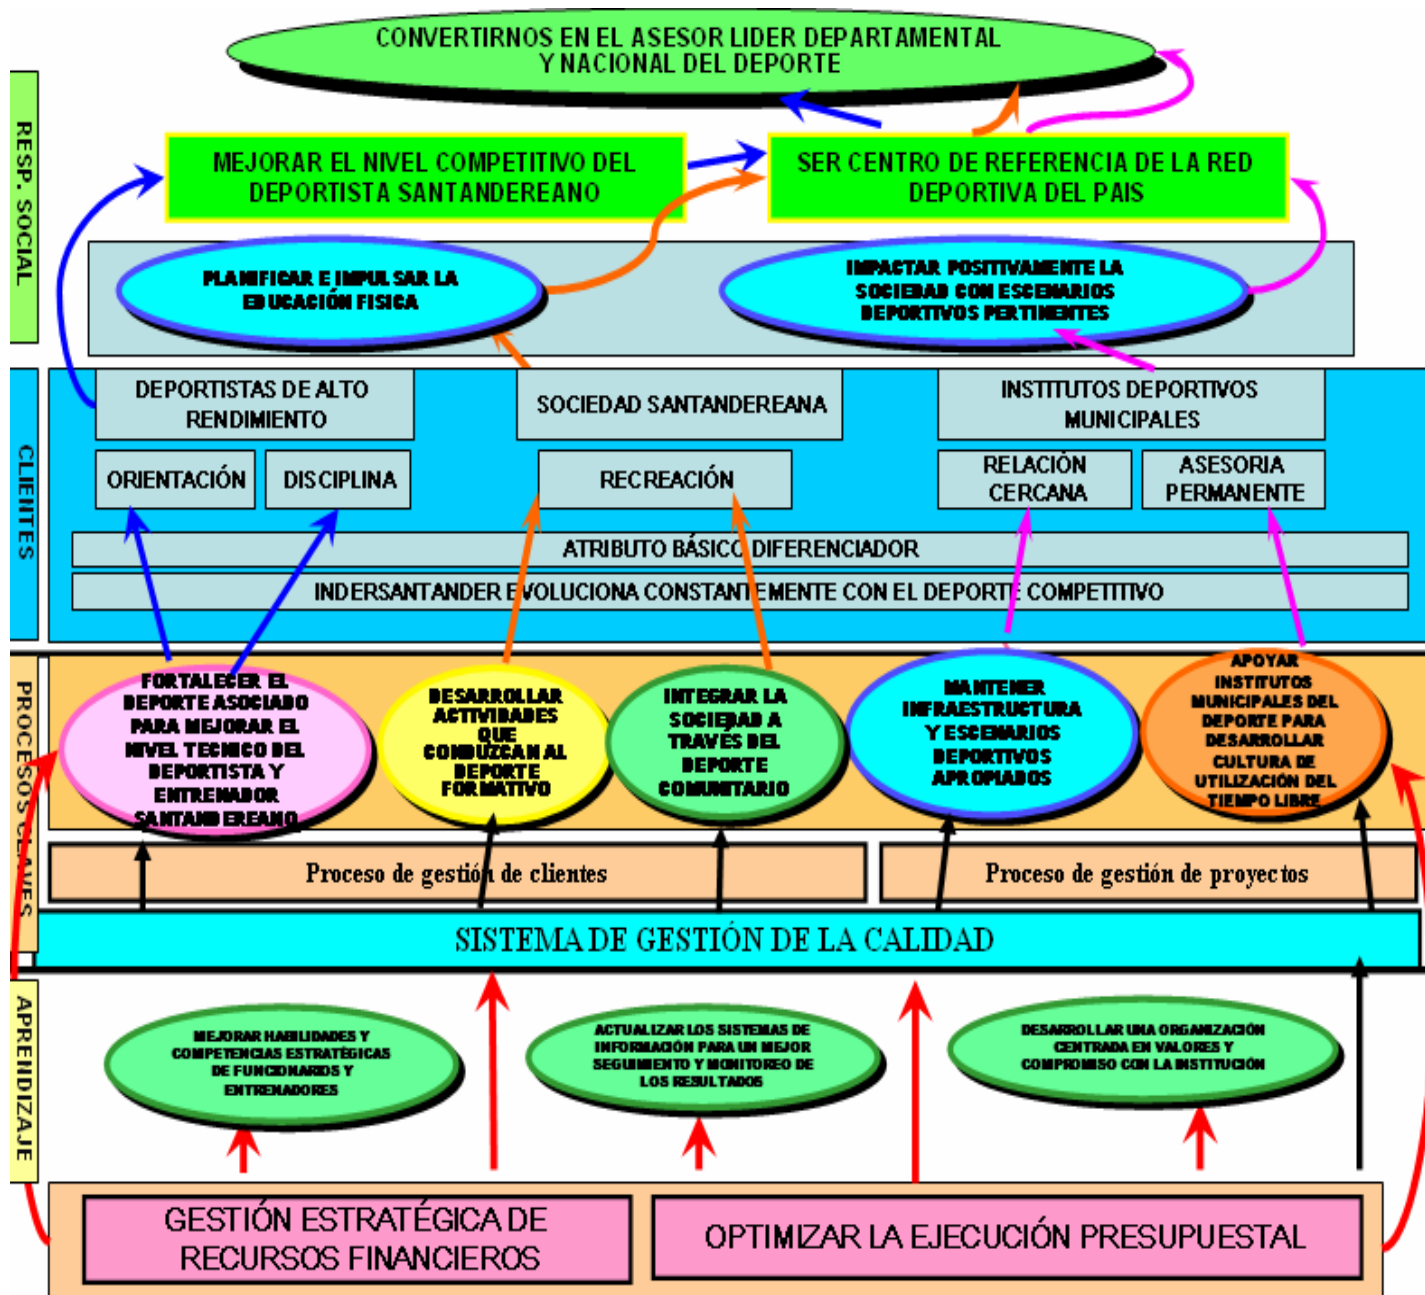 CONVERTIRNOS EN EL ASESOR LIDER DEPARTAMENTAL
Y NACIONAL DEL DEPORTE
RESP. SOCIAL
MEJORAR EL NIVEL COMPETITIVO DEL
DEPORTISTA SANTANDEREANO
SER CENTRO DE REFERENCIA DE LA RED
DEPORTIVA DEL PAIS
PLANIFICAR E IMPULSAR LA
EDUCACIÓN FISICA
IMPACTAR POSITIVAMENTE LA
SOCIEDAD CON ESCENARIOS
DEPORTIVOS PERTINENTES
CLIENTES
DEPORTISTAS DE ALTO
RENDIMIENTO
SOCIEDAD SANTANDEREANA
INSTITUTOS DEPORTIVOS
MUNICIPALES
ORIENTACIÓN
DISCIPLINA
RECREACIÓN
RELACIÒN
CERCANA
ASESORIA
PERMANENTE
ATRIBUTO BÁSICO DIFERENCIADOR
INDERSANTANDER EVOLUCIONA CONSTANTEMENTE CON EL DEPORTE COMPETITIVO
PROCESOS CLAVES
FORTALECER EL
DEPORTE ASOCIADO
PARA MEJORAR EL
NIVEL TECNICO DEL
DEPORTISTA Y
ENTRENADOR
SANTANDEREANO
DESARROLLAR
ACTIVIDADES
QUE
CONDUZCAN AL
DEPORTE
FORMATIVO
INTEGRAR LA
SOCIEDAD A
TRAVÉS DEL
DEPORTE
COMUNITARIO
MANTENER
INFRAESTRUCTURA
Y ESCENARIOS
DEPORTIVOS
APROPIADOS
APOYAR
INSTITUTOS
MUNICIPALES DEL
DEPORTE PARA
DESARROLLAR
CULTURA DE
UTILIZACIÓN DEL
TIEMPO LIBRE
Proceso de gestión de clientes
Proceso de gestión de proyectos
SISTEMA DE GESTIÓN DE LA CALIDAD
APRENDIZAJE
MEJORAR HABILIDADES Y
COMPETENCIAS ESTRATÉGICAS
DE FUNCIONARIOS Y
ENTRENADORES
ACTUALIZAR LOS SISTEMAS DE
INFORMACIÓN PARA UN MEJOR
SEGUIMIENTO Y MONITOREO DE
LOS RESULTADOS
DESARROLLAR UNA ORGANIZACIÓN
CENTRADA EN VALORES Y
COMPROMISO CON LA INSTITUCIÓN
GESTIÓN ESTRATÉGICA DE
RECURSOS FINANCIEROS
OPTIMIZAR LA EJECUCIÓN PRESUPUESTAL